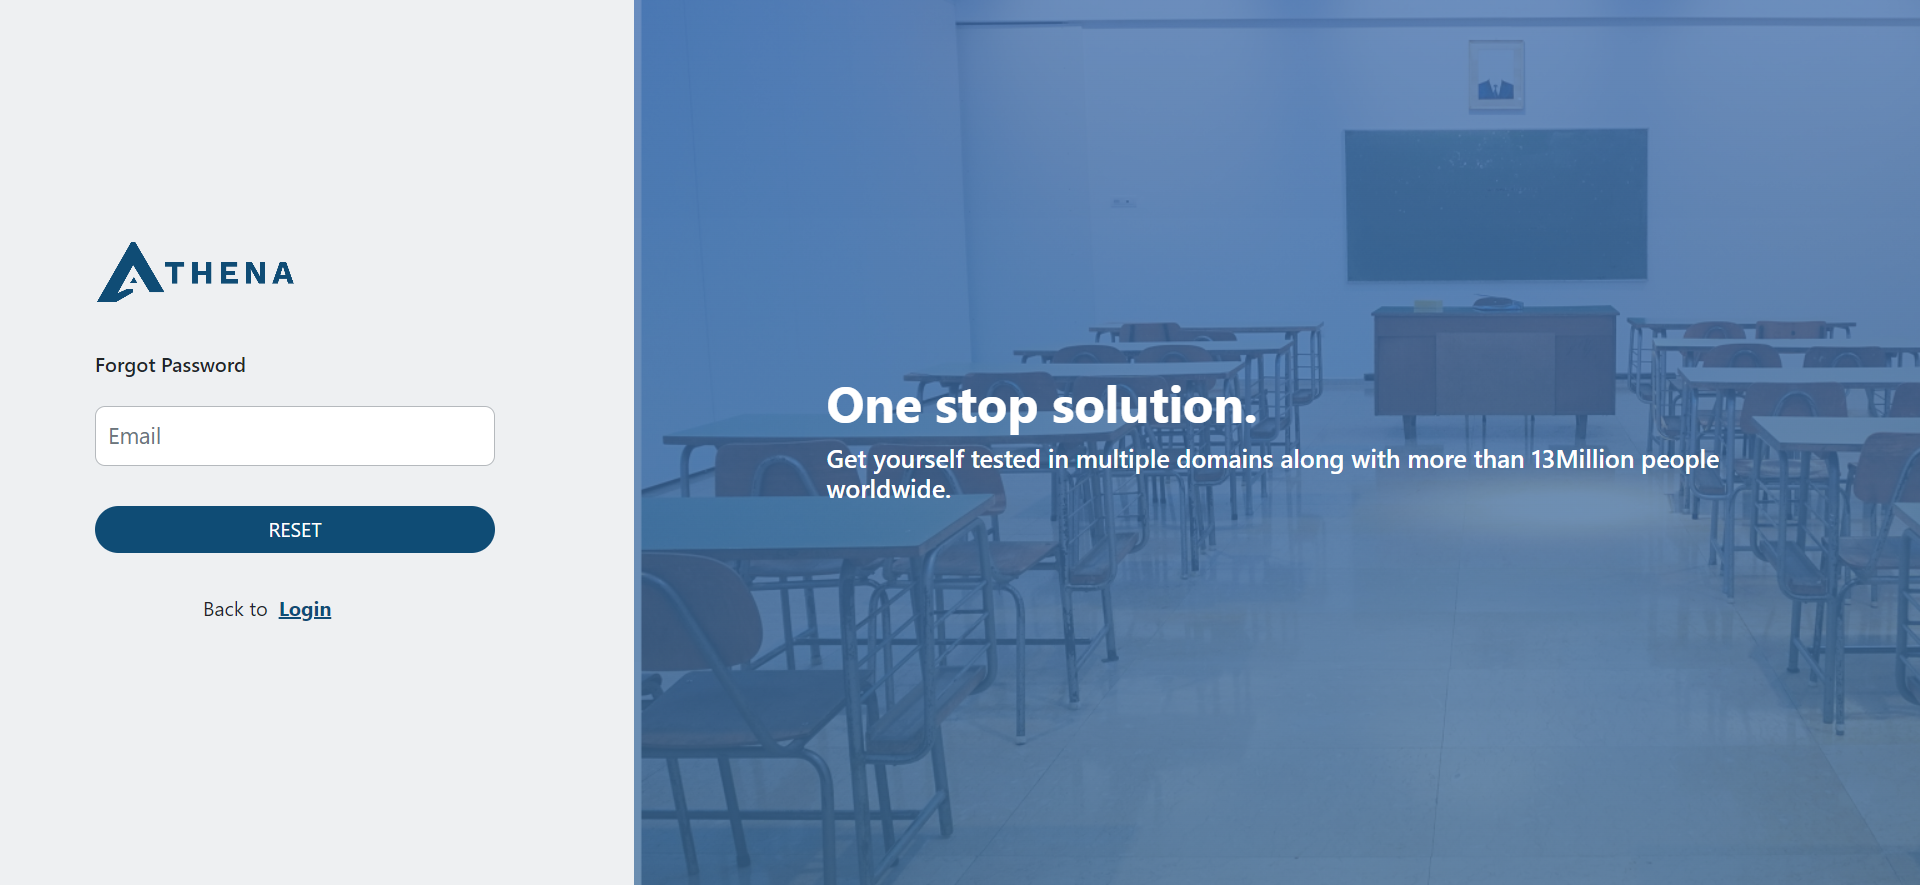 ATHENA
Forgot Password
Email
RESET
Back to Login
One stop solution.
Get yourself tested in multiple domains along with more than 13Million people
worldwide.